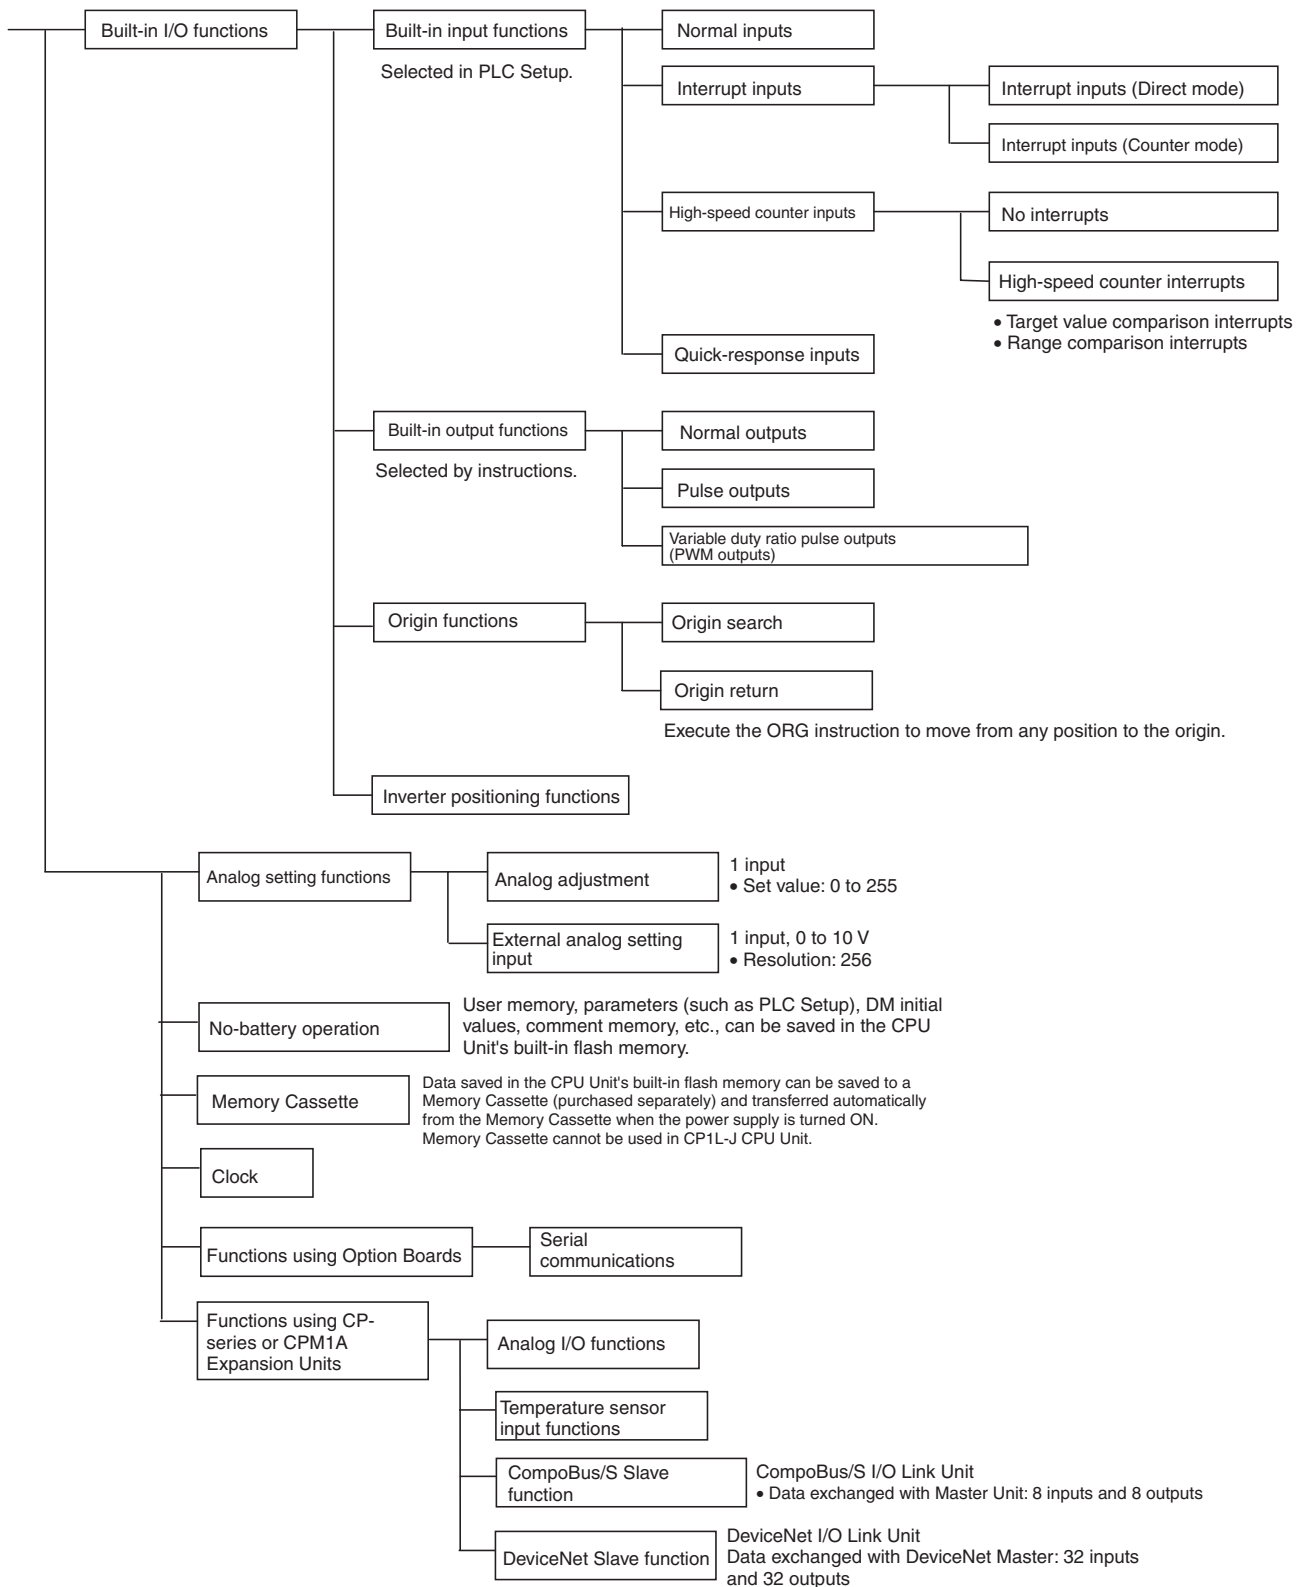 Built-in I/O functions
Built-in input functions
Selected in PLC Setup.
Normal inputs
Interrupt inputs
Interrupt inputs (Direct mode)
Interrupt inputs (Counter mode)
High-speed counter inputs
No interrupts
High-speed counter interrupts
• Target value comparison interrupts
• Range comparison interrupts
Quick-response inputs
Built-in output functions
Selected by instructions.
Normal outputs
Pulse outputs
Variable duty ratio pulse outputs
(PWM outputs)
Origin functions
Origin search
Origin return
Execute the ORG instruction to move from any position to the origin.
Inverter positioning functions
Analog setting functions
Analog adjustment
1 input
• Set value: 0 to 255
External analog setting
input
1 input, 0 to 10 V
• Resolution: 256
No-battery operation
User memory, parameters (such as PLC Setup), DM initial
values, comment memory, etc., can be saved in the CPU
Unit's built-in flash memory.
Memory Cassette
Data saved in the CPU Unit's built-in flash memory can be saved to a
Memory Cassette (purchased separately) and transferred automatically
from the Memory Cassette when the power supply is turned ON.
Memory Cassette cannot be used in CP1L-J CPU Unit.
Clock
Functions using Option Boards
Serial
communications
Functions using CP-
series or CPM1A
Expansion Units
Analog I/O functions
Temperature sensor
input functions
CompoBus/S Slave
function
CompoBus/S I/O Link Unit
• Data exchanged with Master Unit: 8 inputs and 8 outputs
DeviceNet Slave function
DeviceNet I/O Link Unit
Data exchanged with DeviceNet Master: 32 inputs
and 32 outputs